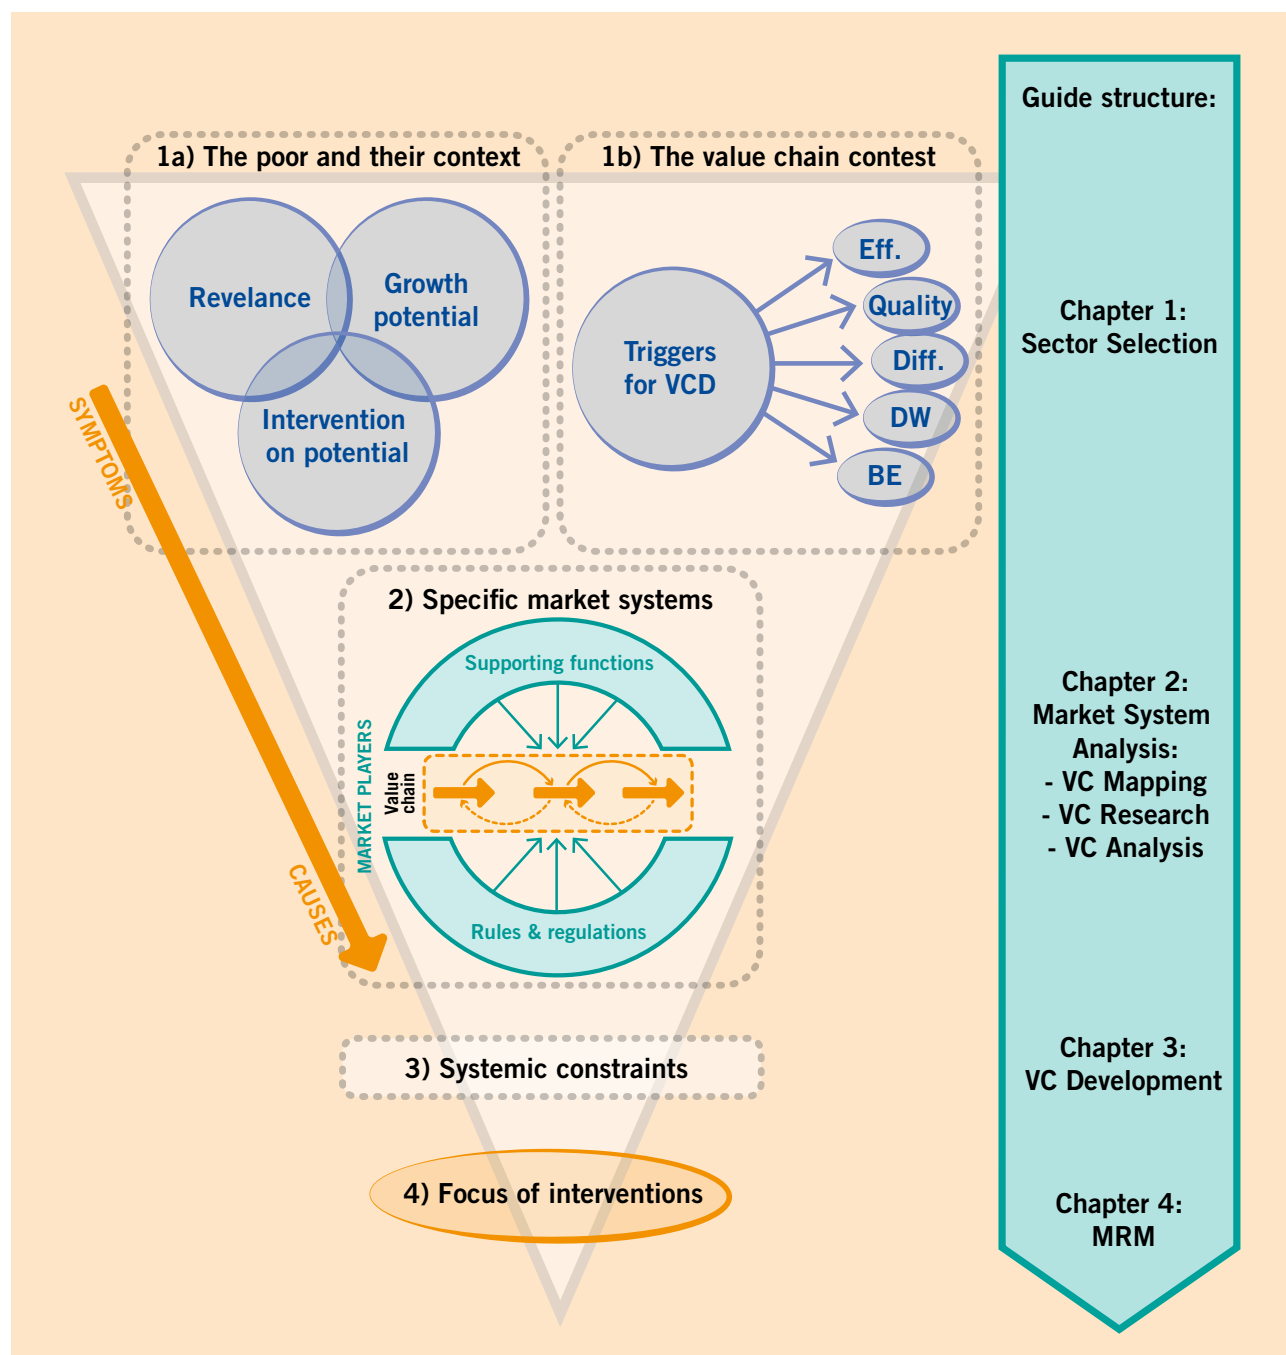 Guide structure:
1a) The poor and their context
1b) The value chain contest
Revelance
Growth
potential
Intervention
on potential
Triggers
for VCD
Eff.
Quality
Diff.
DW
BE
Chapter 1:
Sector Selection
SYMPTOMS
CAUSES
2) Specific market systems
Supporting functions
MARKET PLAYERS
Value
chain
Rules & regulations
Chapter 2:
Market System
Analysis:
- VC Mapping
- VC Research
- VC Analysis
3) Systemic constraints
Chapter 3:
VC Development
4) Focus of interventions
Chapter 4:
MRM